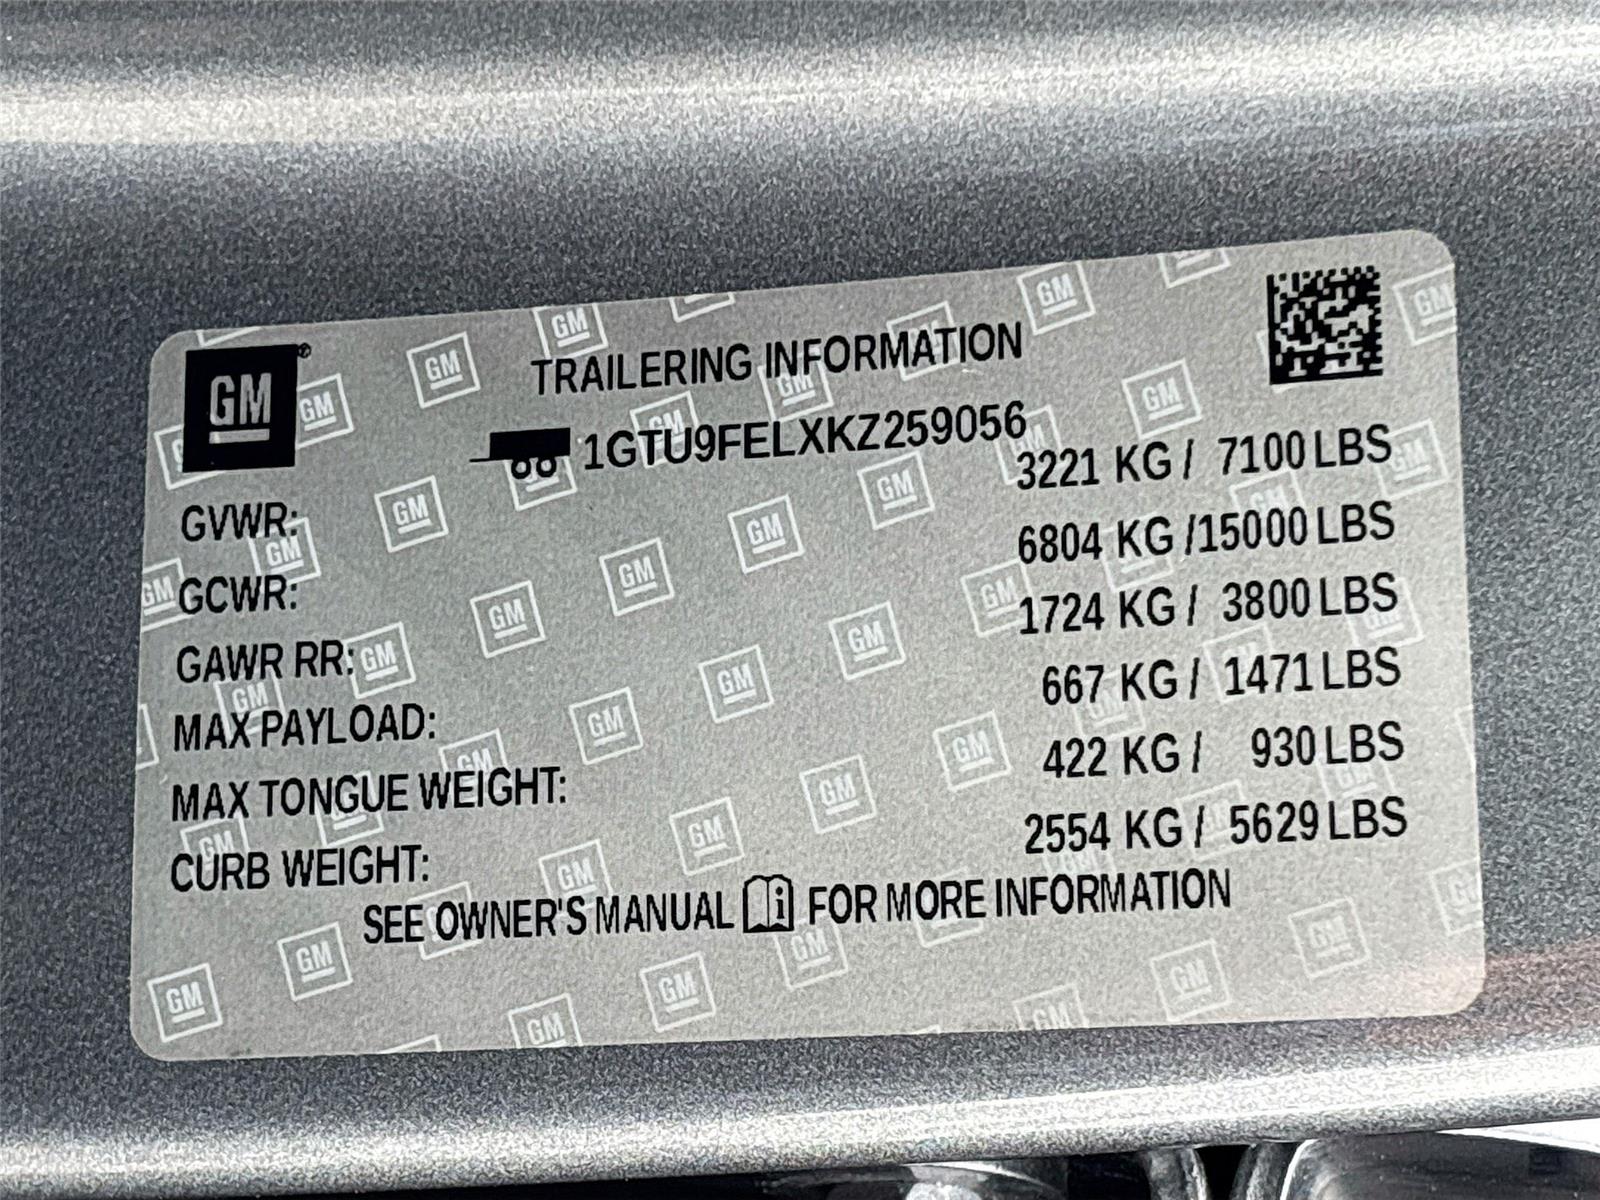 GM
TRAILERING INFORMATION
1GTU9FELXKZ259056
GVWR: 3221 KG / 7100 LBS
GCWR: 6804 KG /15000 LBS
GAWR RR: 1724 KG / 3800 LBS
MAX PAYLOAD: 667 KG / 1471 LBS
MAX TONGUE WEIGHT: 422 KG / 930 LBS
CURB WEIGHT: 2554 KG / 5629 LBS
SEE OWNER'S MANUAL FOR MORE INFORMATION